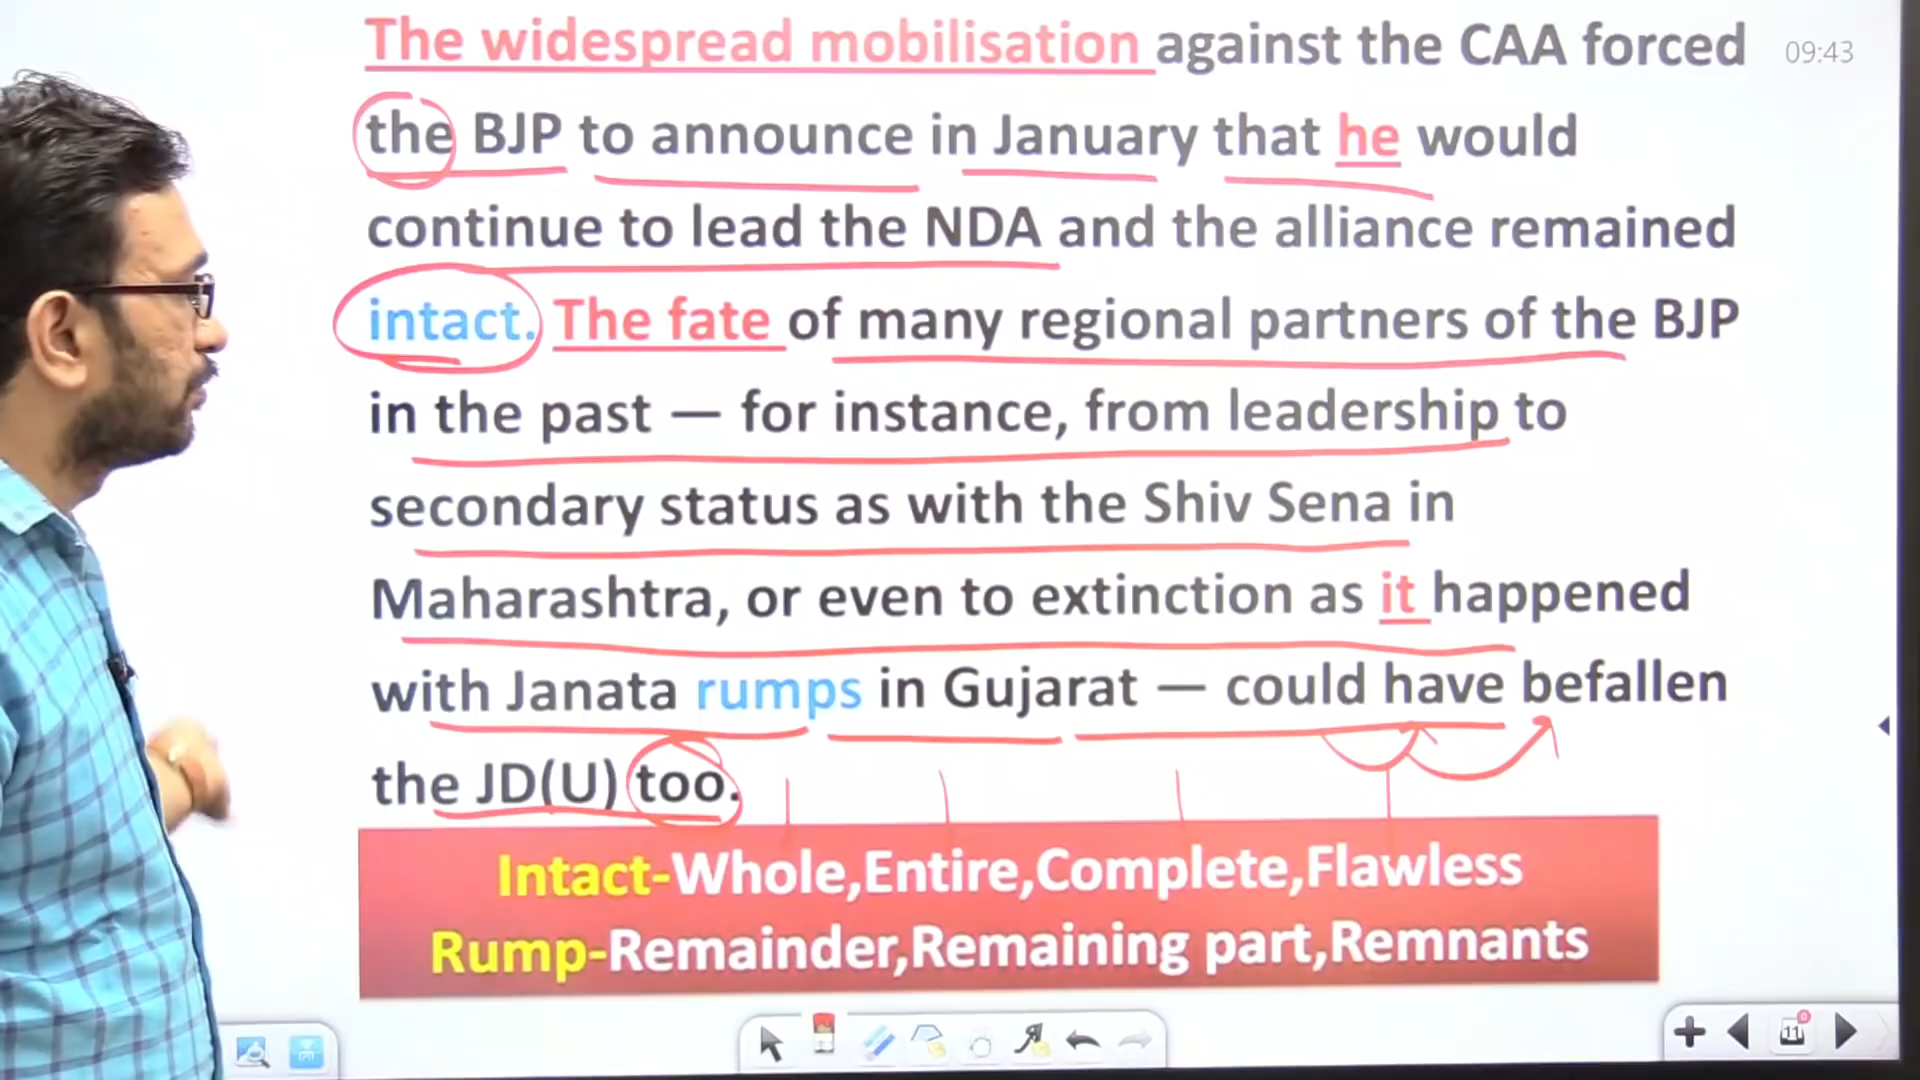 The widespread mobilisation against the CAA forced
09:43
the BJP to announce in January that he would
continue to lead the NDA and the alliance remained
intact. The fate of many regional partners of the BJP
in the past — for instance, from leadership to
secondary status as with the Shiv Sena in
Maharashtra, or even to extinction as it happened
with Janata rumps in Gujarat — could have befallen
the JD(U) too.
Intact-Whole,Entire,Complete,Flawless
Rump-Remainder,Remaining part,Remnants
11
0